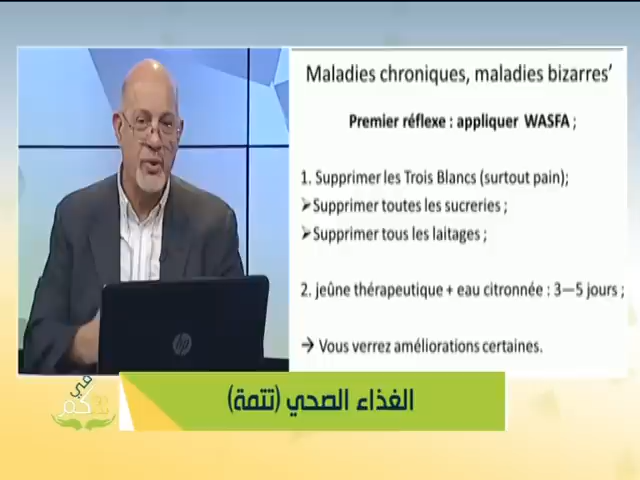 Maladies chroniques, maladies bizarres’
Premier réflexe : appliquer WASFA ;
1. Supprimer les Trois Blancs (surtout pain);
➢Supprimer toutes les sucreries ;
➢Supprimer tous les laitages ;
2. jeûne thérapeutique + eau citronnée : 3—5 jours ;
→ Vous verrez améliorations certaines.
hp
الغذاء الصحي (تتمة)
في